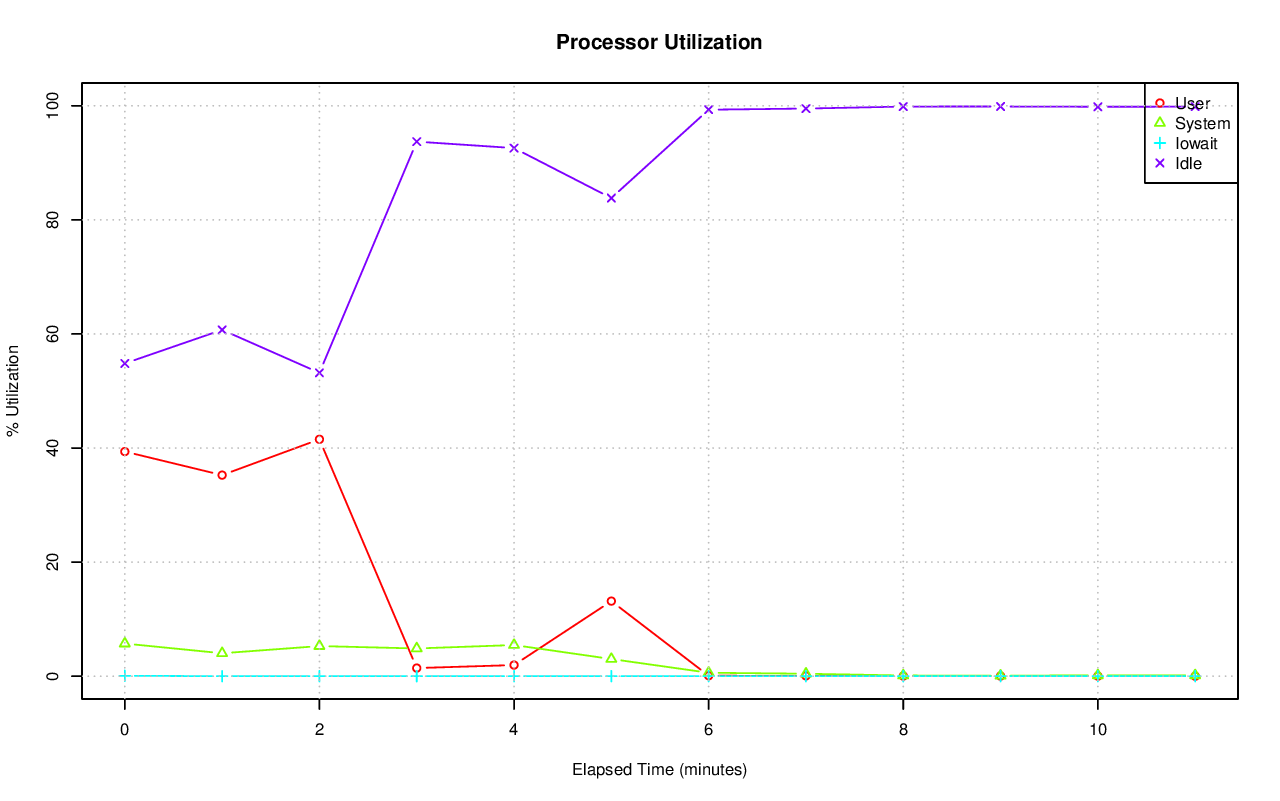 Processor Utilization
100
80
60
40
20
0
% Utilization
User
System
Iowait
Idle
0 2 4 6 8 10
Elapsed Time (minutes)